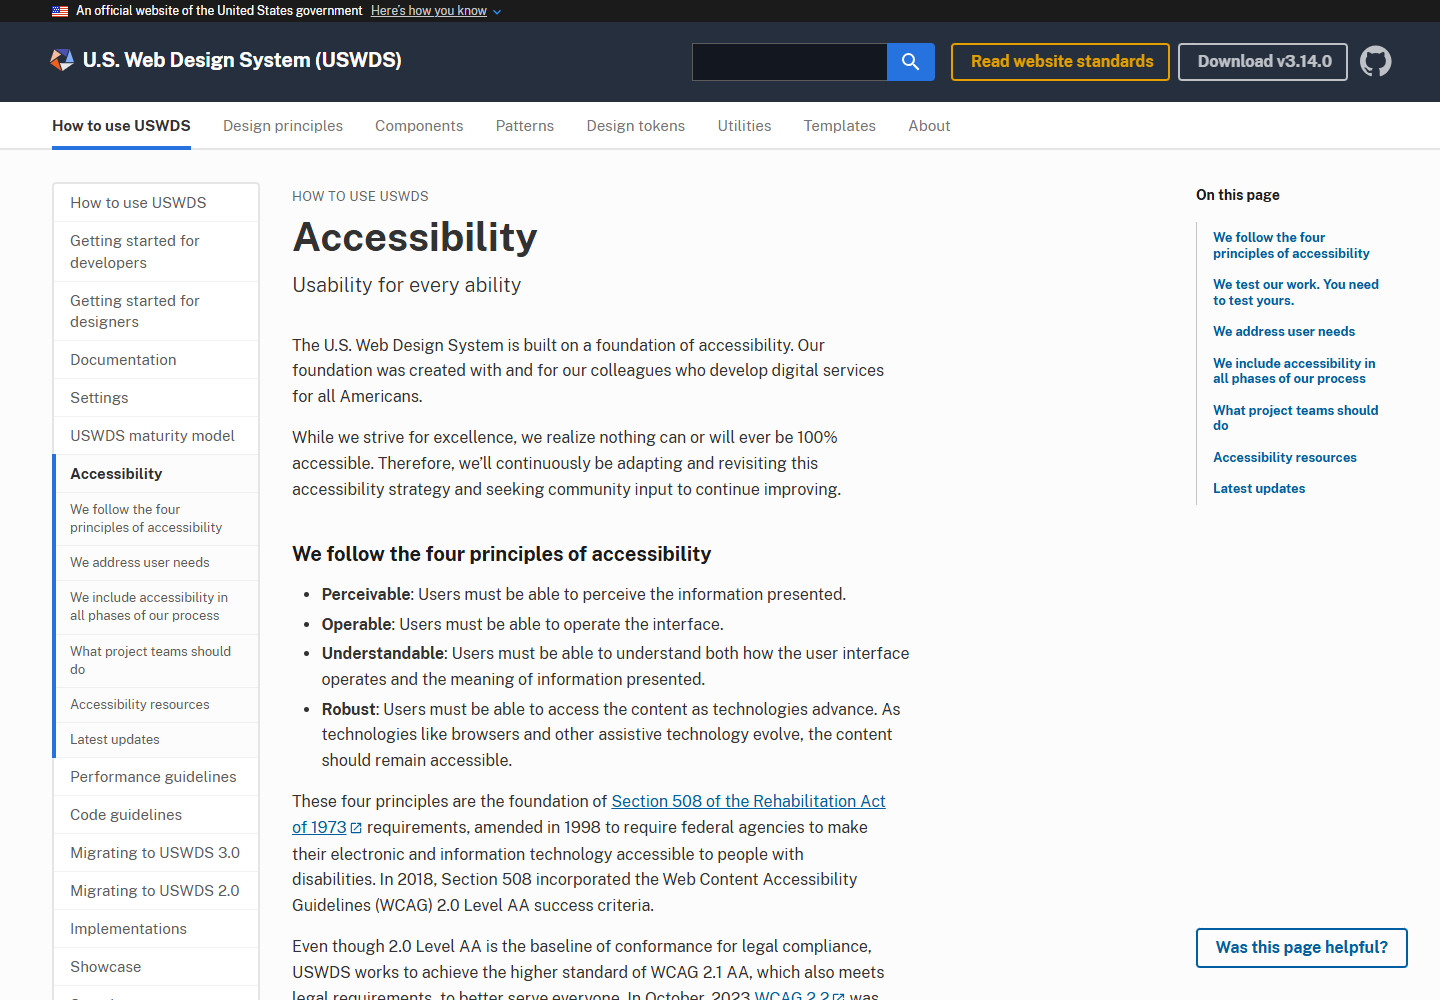 An official website of the United States government Here's how you know
U.S. Web Design System (USWDS)
Read website standards
Download v3.14.0
How to use USWDS
Design principles
Components
Patterns
Design tokens
Utilities
Templates
About
How to use USWDS
Getting started for
developers
Getting started for
designers
Documentation
Settings
USWDS maturity model
Accessibility
We follow the four
principles of accessibility
We address user needs
We include accessibility in
all phases of our process
What project teams should
do
Accessibility resources
Latest updates
Performance guidelines
Code guidelines
Migrating to USWDS 3.0
Migrating to USWDS 2.0
Implementations
Showcase
HOW TO USE USWDS
Accessibility
Usability for every ability
The U.S. Web Design System is built on a foundation of accessibility. Our
foundation was created with and for our colleagues who develop digital services
for all Americans.
While we strive for excellence, we realize nothing can or will ever be 100%
accessible. Therefore, we’ll continuously be adapting and revisiting this
accessibility strategy and seeking community input to continue improving.
We follow the four principles of accessibility
• Perceivable: Users must be able to perceive the information presented.
• Operable: Users must be able to operate the interface.
• Understandable: Users must be able to understand both how the user interface
operates and the meaning of information presented.
• Robust: Users must be able to access the content as technologies advance. As
technologies like browsers and other assistive technology evolve, the content
should remain accessible.
These four principles are the foundation of Section 508 of the Rehabilitation Act
of 1973 requirements, amended in 1998 to require federal agencies to make
their electronic and information technology accessible to people with
disabilities. In 2018, Section 508 incorporated the Web Content Accessibility
Guidelines (WCAG) 2.0 Level AA success criteria.
Even though 2.0 Level AA is the baseline of conformance for legal compliance,
USWDS works to achieve the higher standard of WCAG 2.1 AA, which also meets
legal requirements, to better serve everyone. In October, 2023 WCAG 2.2 was
On this page
We follow the four
principles of accessibility
We test our work. You need
to test yours.
We address user needs
We include accessibility in
all phases of our process
What project teams should
do
Accessibility resources
Latest updates
Was this page helpful?